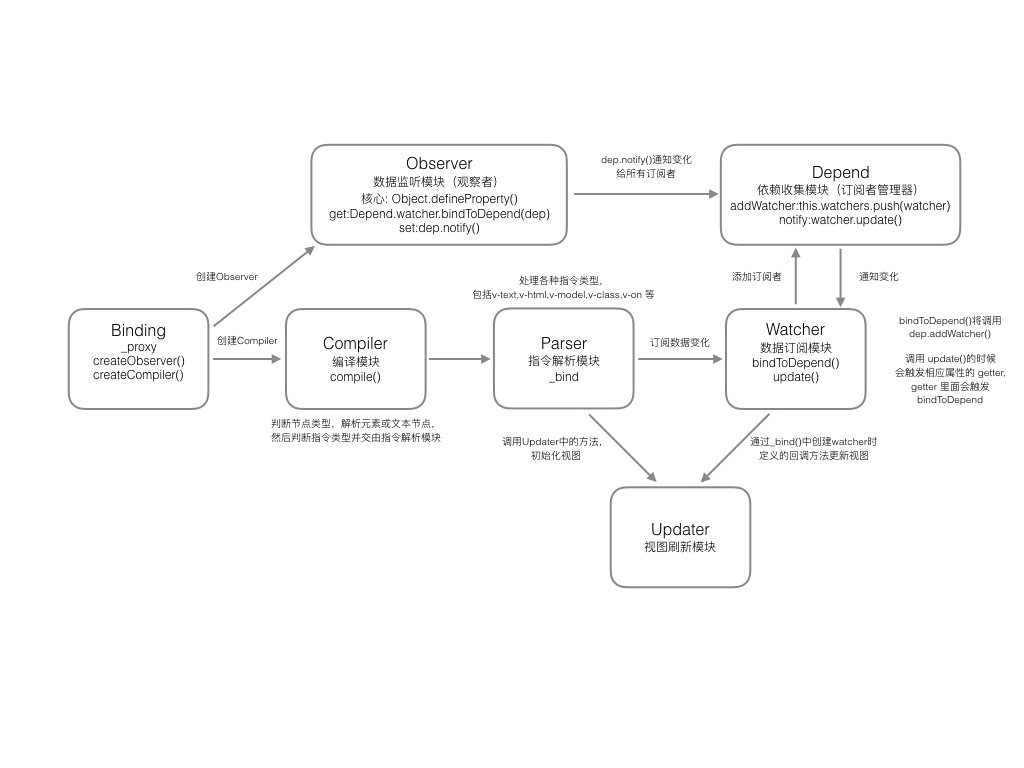 Observer
数据监听模块（观察者）
核心: Object.defineProperty()
get:Depend.watcher.bindToDepend(dep)
set:dep.notify()
dep.notify()通知变化
给所有订阅者
Depend
依赖收集模块（订阅者管理器）
addWatcher:this.watchers.push(watcher)
notify:watcher.update()
创建Observer
处理各种指令类型，
包括v-text,v-html,v-model,v-class,v-on 等
添加订阅者
通知变化
Binding
_proxy
createObserver()
createCompiler()
创建Compiler
Compiler
编译模块
compile()
Parser
指令解析模块
_bind
订阅数据变化
Watcher
数据订阅模块
bindToDepend()
update()
bindToDepend()将调用
dep.addWatcher()
调用 update()的时候
会触发相应属性的 getter,
getter 里面会触发
bindToDepend
判断节点类型，解析元素或文本节点，
然后判断指令类型并交由指令解析模块
调用Updater中的方法，
初始化视图
通过_bind()中创建watcher时
定义的回调方法更新视图
Updater
视图刷新模块